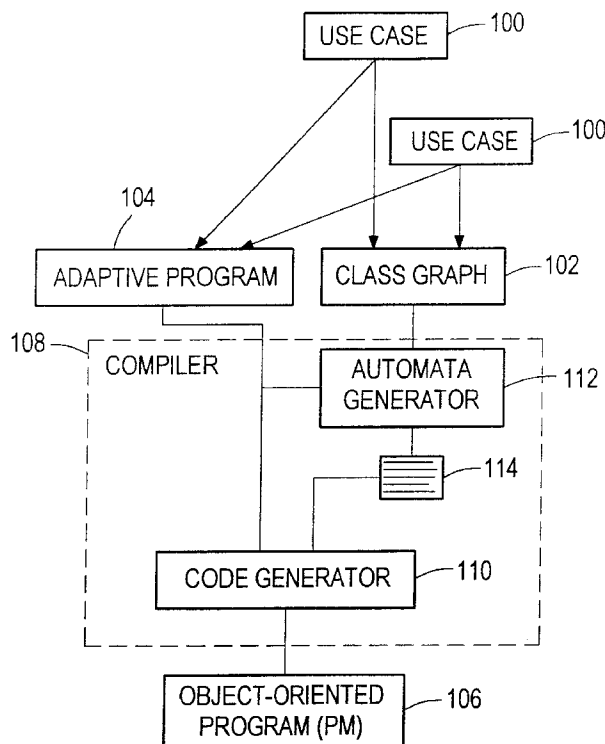 USE CASE
100
USE CASE
100
104
ADAPTIVE PROGRAM
CLASS GRAPH
102
108
COMPILER
AUTOMATA
GENERATOR
112
114
CODE GENERATOR
110
OBJECT-ORIENTED
PROGRAM (PM)
106